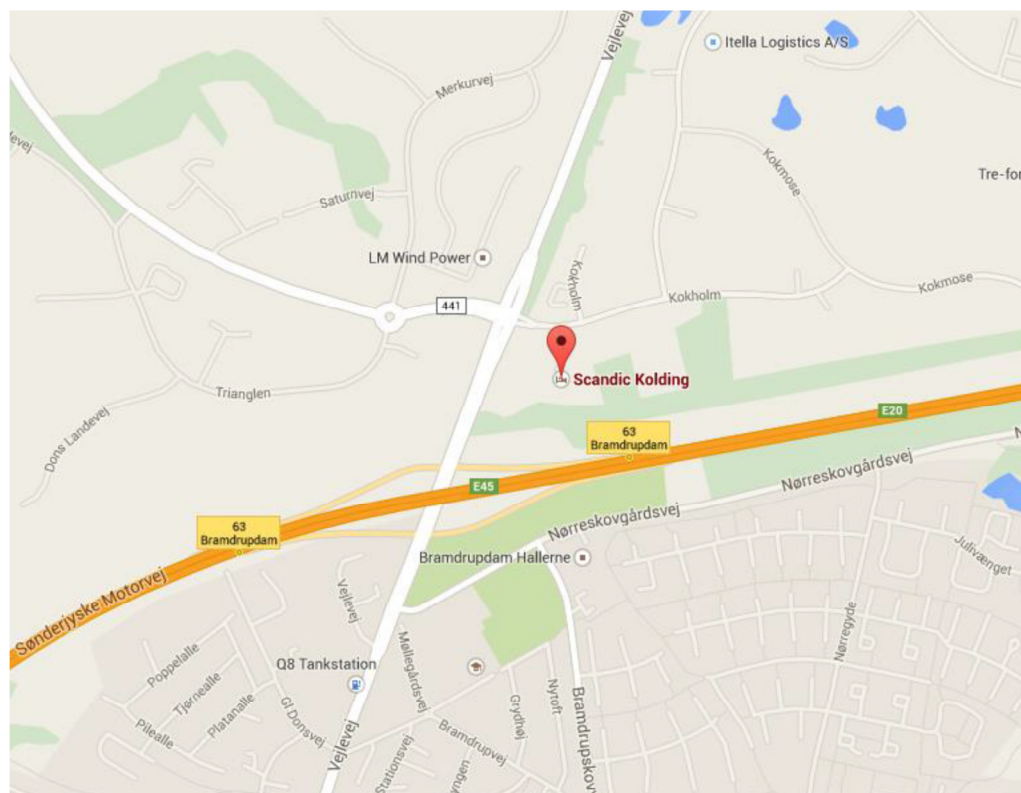 Vejlevej
Itella Logistics A/S
Merkurvej
levej
Kokmose
Saturnvej
Tre-for
LM Wind Power
Kokholm
Kokmose
Kokholm
441
Scandic Kolding
Trianglen
E20
Dons Landevej
63
Bramdrupdam
E45
Nørreskovgårdsvej
63
Bramdrupdam
Nørreskovgårdsvej
Bramdrupdam Hallerne
Julivænget
Sønderjyske Motorvej
Vejlevej
Nørregyde
Poppelalle
Møllegårdsvej
Q8 Tankstation
Tjørnealle
Platanalle
Gl Donsvej
Grydhøj
Nytoft
Bramdrupskov
Pilealle
Bramdrupvej
Vejlevej
Stationsvej
yngen